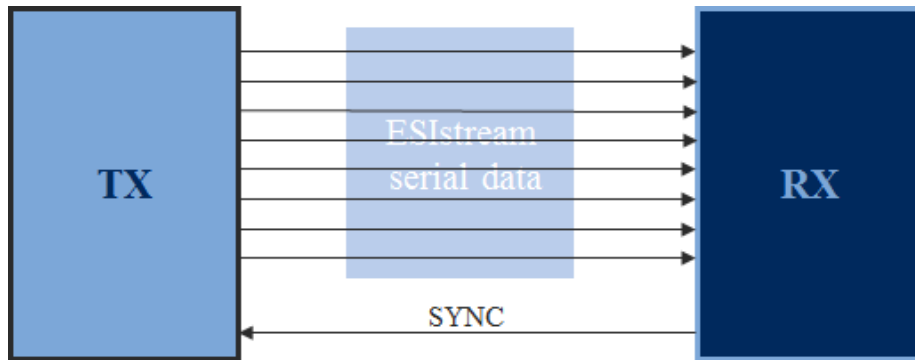 TX
ESIstream
serial data
RX
SYNC